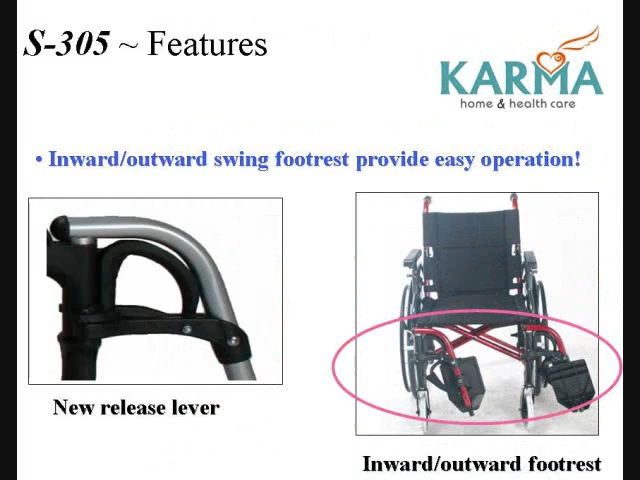 S-305 ~ Features
KARMA
home & health care
• Inward/outward swing footrest provide easy operation!
New release lever
Inward/outward footrest